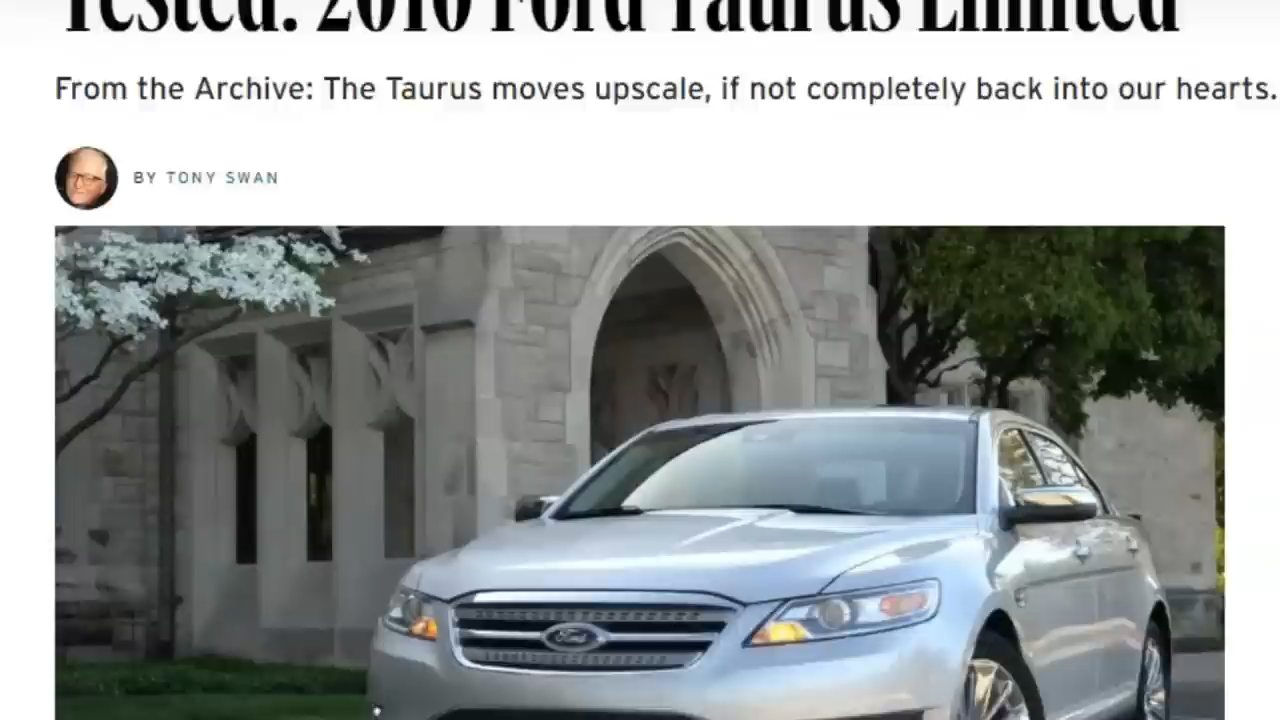 Tested: 2010 Ford Taurus Limited
From the Archive: The Taurus moves upscale, if not completely back into our hearts.
BY TONY SWAN
Ford